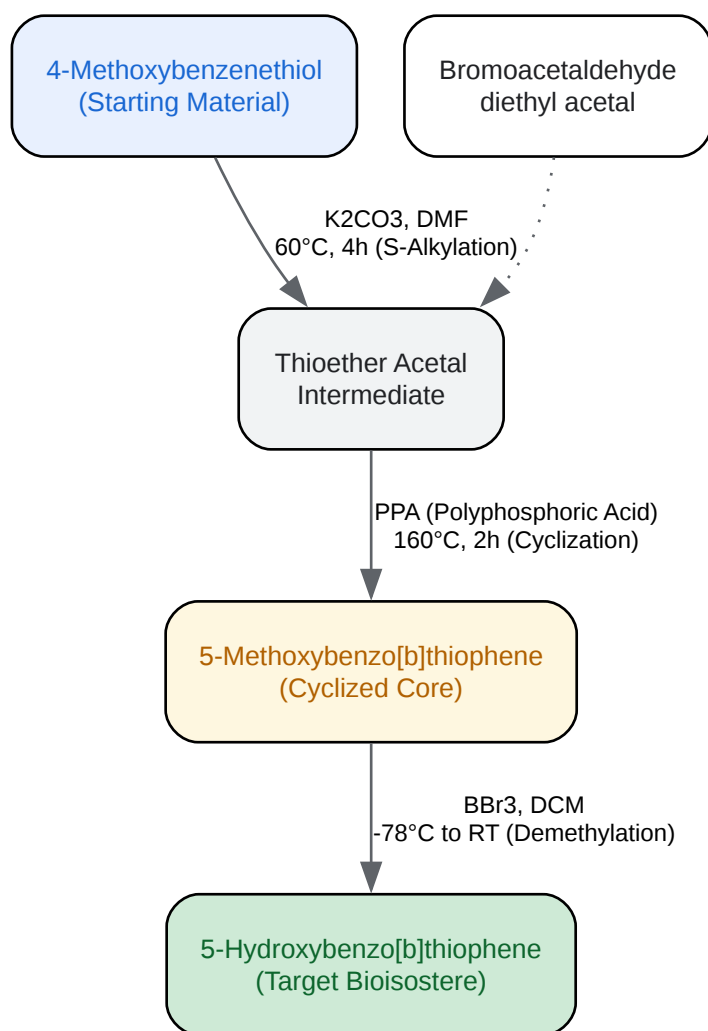 4-Methoxybenzenethiol
(Starting Material)
Bromoacetaldehyde
diethyl acetal
K2CO3, DMF
60°C, 4h (S-Alkylation)
Thioether Acetal
Intermediate
PPA (Polyphosphoric Acid)
160°C, 2h (Cyclization)
5-Methoxybenzo[b]thiophene
(Cyclized Core)
BBr3, DCM
-78°C to RT (Demethylation)
5-Hydroxybenzo[b]thiophene
(Target Bioisostere)